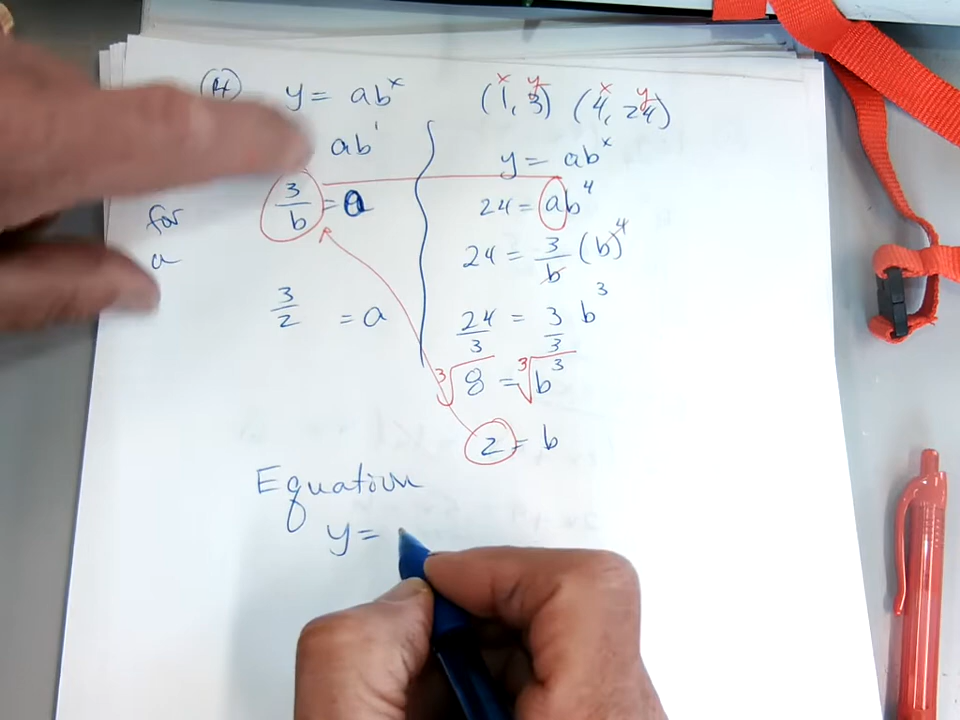 4 y = ab^x (1, 3) (4, 24)
x y x y
ab^1
3/b = a
for
a
3/2 = a
y = ab^x
24 = ab^4
24 = 3/b (b)^4
24/3 = 3/3 b^3
∛8 = ∛b^3
2 = b
Equation
y =